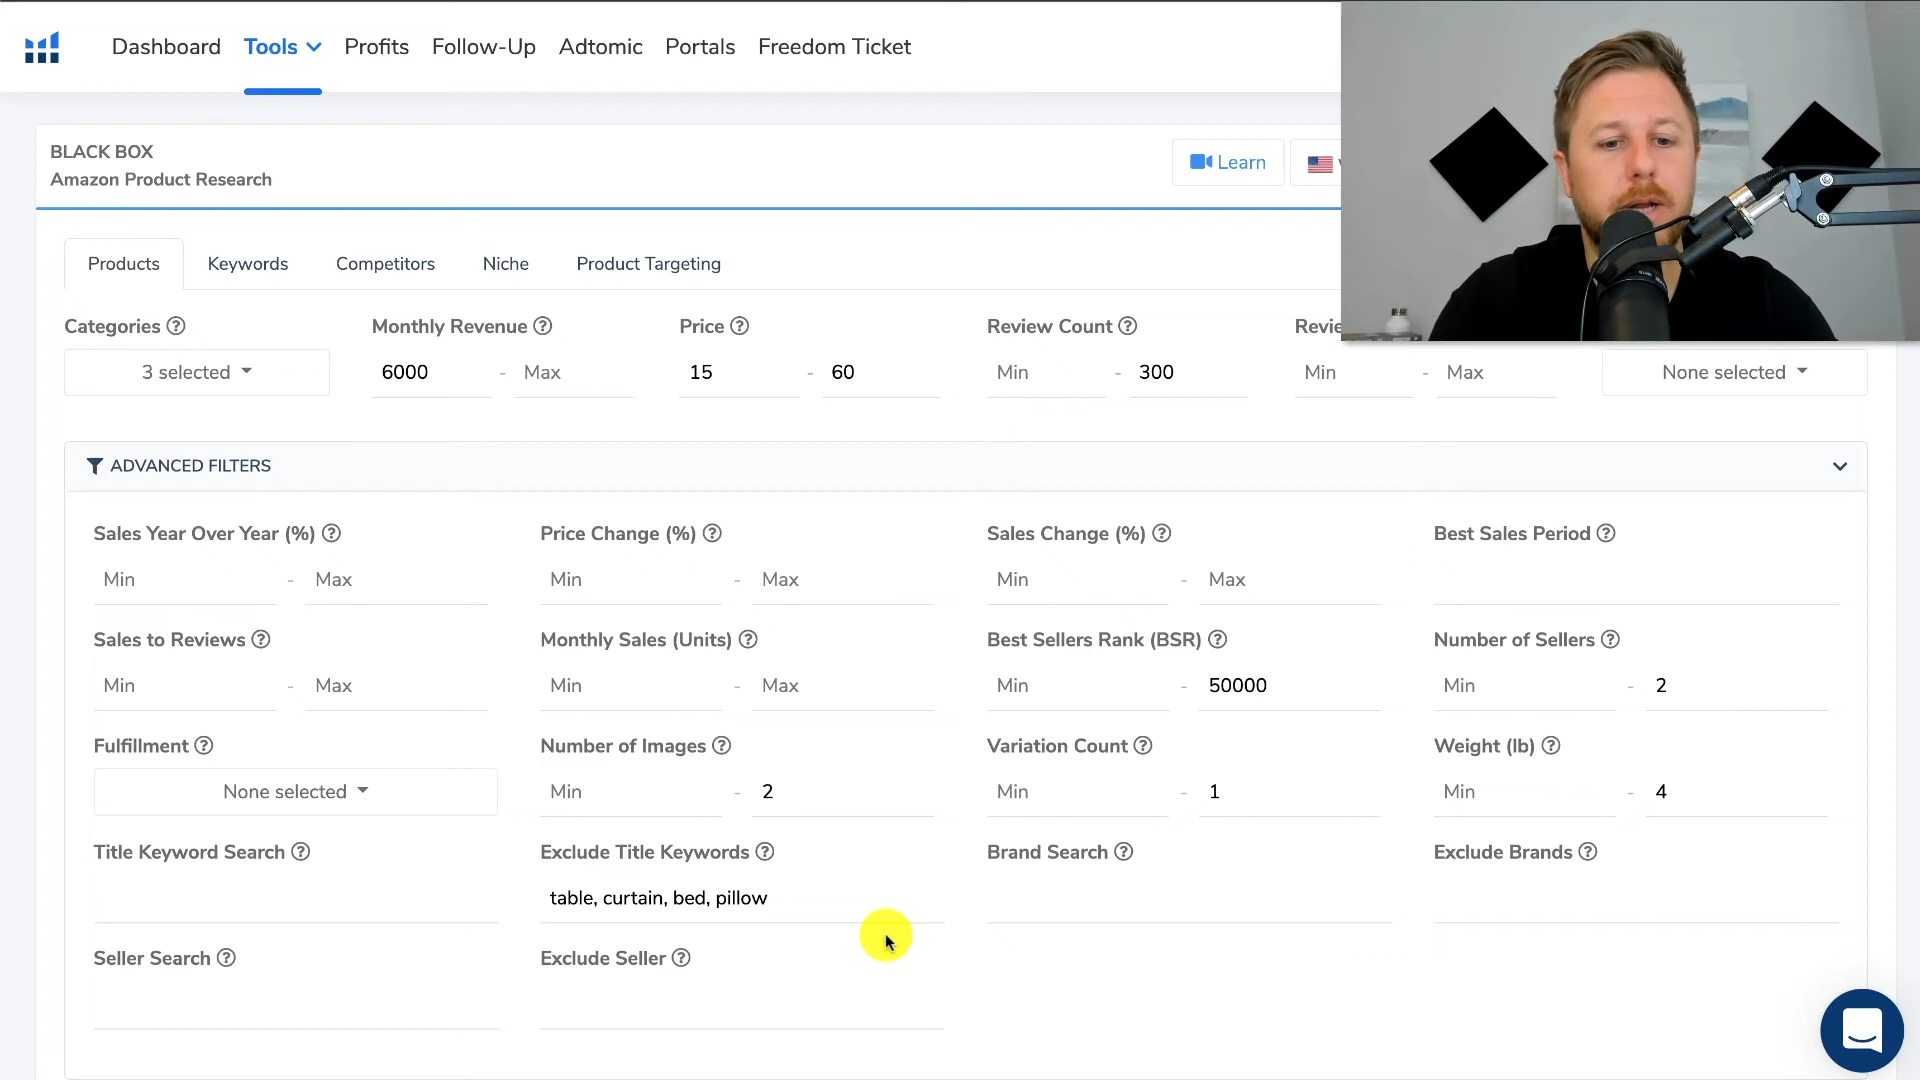 Dashboard Tools Profits Follow-Up Adtomic Portals Freedom Ticket
BLACK BOX
Amazon Product Research
Learn
Products Keywords Competitors Niche Product Targeting
Categories Monthly Revenue Price Review Count
3 selected 6000 - Max 15 - 60 Min - 300 Min - Max None selected
ADVANCED FILTERS
Sales Year Over Year (%) Price Change (%) Sales Change (%) Best Sales Period
Min - Max Min - Max Min - Max
Sales to Reviews Monthly Sales (Units) Best Sellers Rank (BSR) Number of Sellers
Min - Max Min - Max Min - 50000 Min - 2
Fulfillment Number of Images Variation Count Weight (lb)
None selected Min - 2 Min - 1 Min - 4
Title Keyword Search Exclude Title Keywords Brand Search Exclude Brands
table, curtain, bed, pillow
Seller Search Exclude Seller